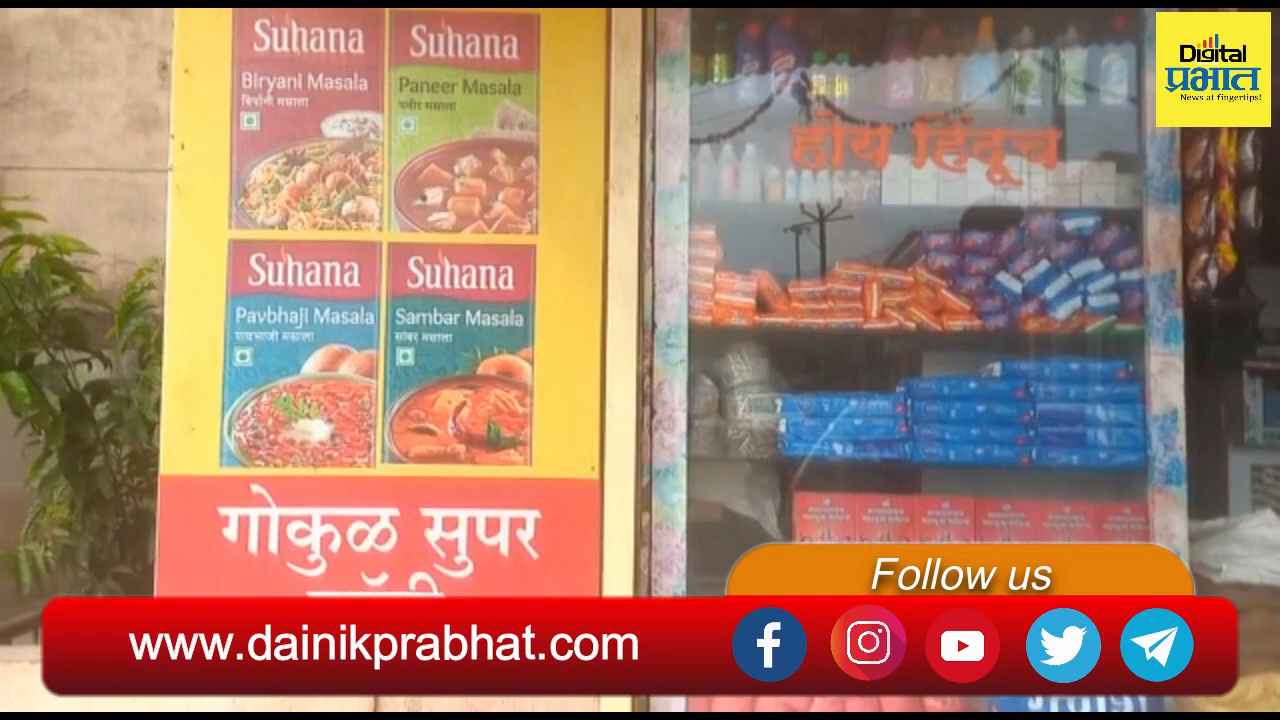 Suhana
Biryani Masala
बिर्यानी मसाला
Suhana
Paneer Masala
पनीर मसाला
Suhana
Pavbhaji Masala
पावभाजी मसाला
Suhana
Sambar Masala
सांबर मसाला
गोकुळ सुपर
होय हिंदूच
Digital
प्रभात
News at fingertips!
Follow us
www.dainikprabhat.com